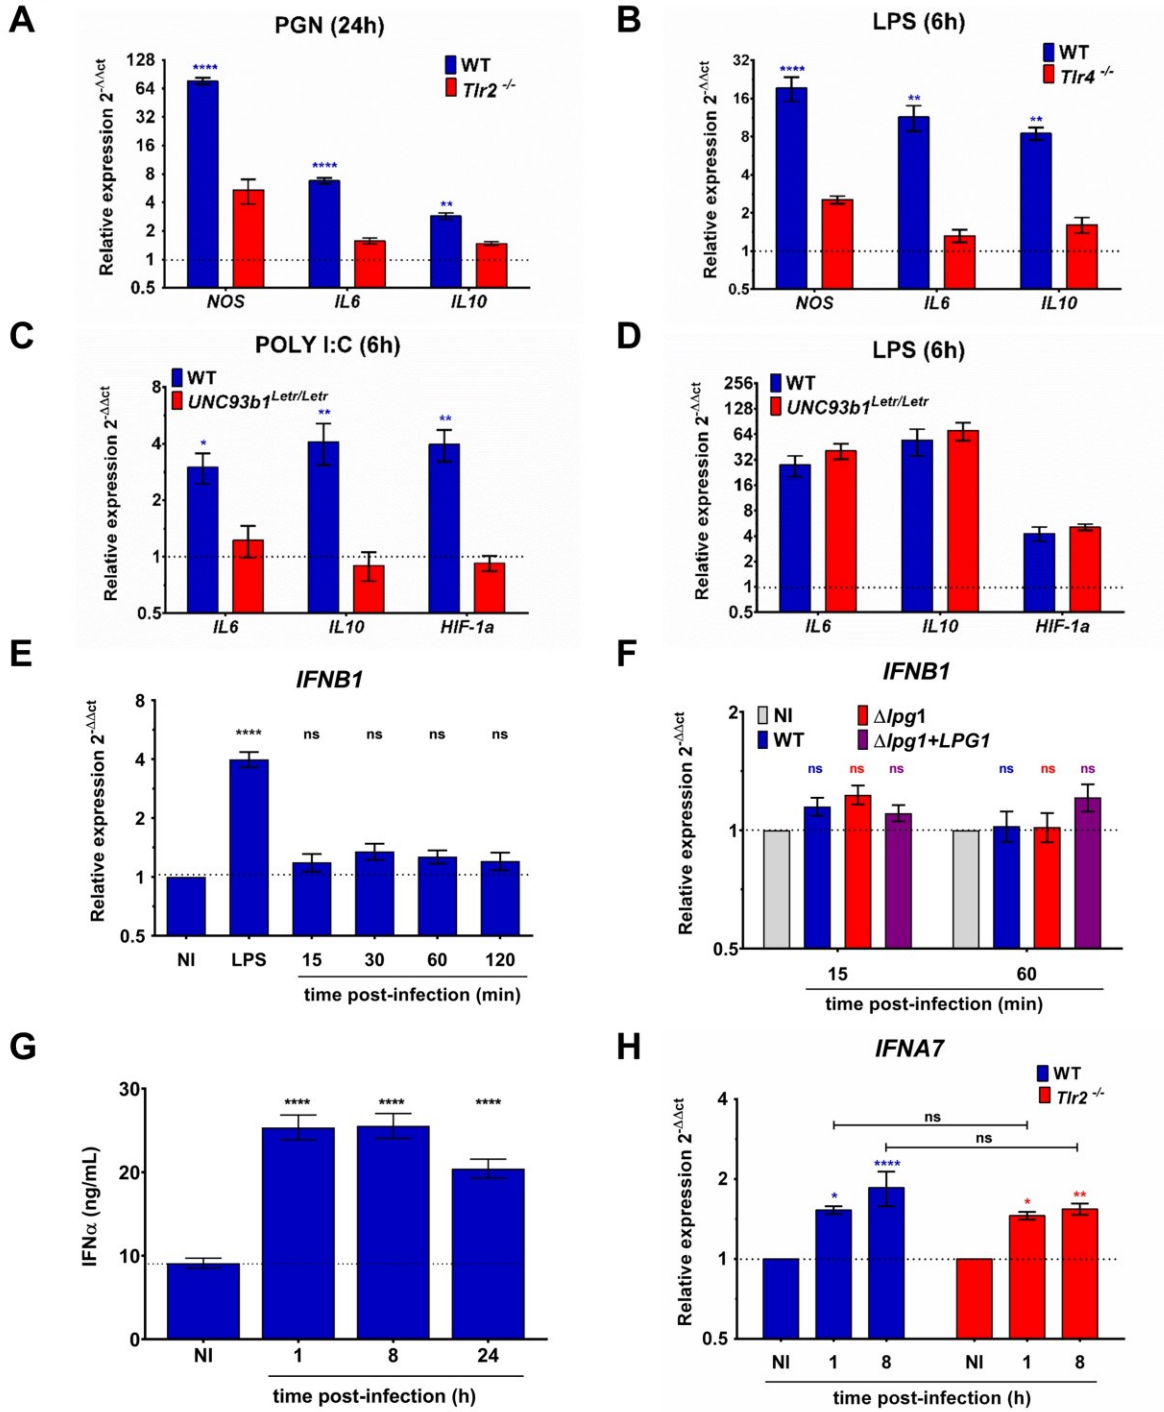 A
PGN (24h)
Relative expression 2^-ΔΔct
128
64
32
16
8
4
2
1
0.5
WT
Tlr2 -/-
****
****
**
NOS IL6 IL10
B
LPS (6h)
Relative expression 2^-ΔΔct
32
16
8
4
2
1
0.5
WT
Tlr4 -/-
****
**
**
NOS IL6 IL10
C
POLY I:C (6h)
Relative expression 2^-ΔΔct
8
4
2
1
0.5
WT
UNC93b1^Letr/Letr
*
**
**
IL6 IL10 HIF-1a
D
LPS (6h)
Relative expression 2^-ΔΔct
256
128
64
32
16
8
4
2
1
0.5
WT
UNC93b1^Letr/Letr
IL6 IL10 HIF-1a
E
IFNB1
Relative expression 2^-ΔΔct
8
4
2
1
0.5
**** ns ns ns ns
NI LPS 15 30 60 120
time post-infection (min)
F
IFNB1
Relative expression 2^-ΔΔct
2
1
0.5
NI
WT
Δlpg1
Δlpg1+LPG1
ns ns ns ns ns ns
15 60
time post-infection (min)
G
IFNα (ng/mL)
30
20
10
0
**** **** ****
NI 1 8 24
time post-infection (h)
H
IFNA7
Relative expression 2^-ΔΔct
4
2
1
0.5
WT
Tlr2 -/-
ns
ns
* **** * **
NI 1 8 NI 1 8
time post-infection (h)